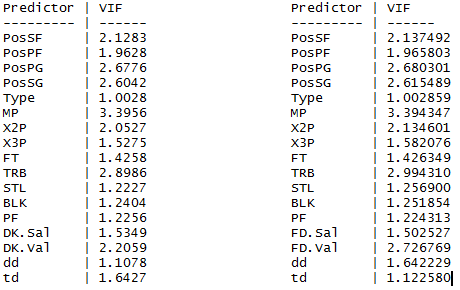 Predictor | VIF Predictor | VIF
--------- | ------ --------- | ------
PosSF | 2.1283 PosSF | 2.137492
PosPF | 1.9628 PosPF | 1.965803
PosPG | 2.6776 PosPG | 2.680301
PosSG | 2.6042 PosSG | 2.615489
Type | 1.0028 Type | 1.002859
MP | 3.3956 MP | 3.394347
X2P | 2.0527 X2P | 2.134601
X3P | 1.5275 X3P | 1.582076
FT | 1.4258 FT | 1.426349
TRB | 2.8986 TRB | 2.994310
STL | 1.2227 STL | 1.256900
BLK | 1.2404 BLK | 1.251854
PF | 1.2256 PF | 1.224313
DK.Sal | 1.5349 FD.Sal | 1.502527
DK.Val | 2.2059 FD.Val | 2.726769
dd | 1.1078 dd | 1.642229
td | 1.6427 td | 1.122580